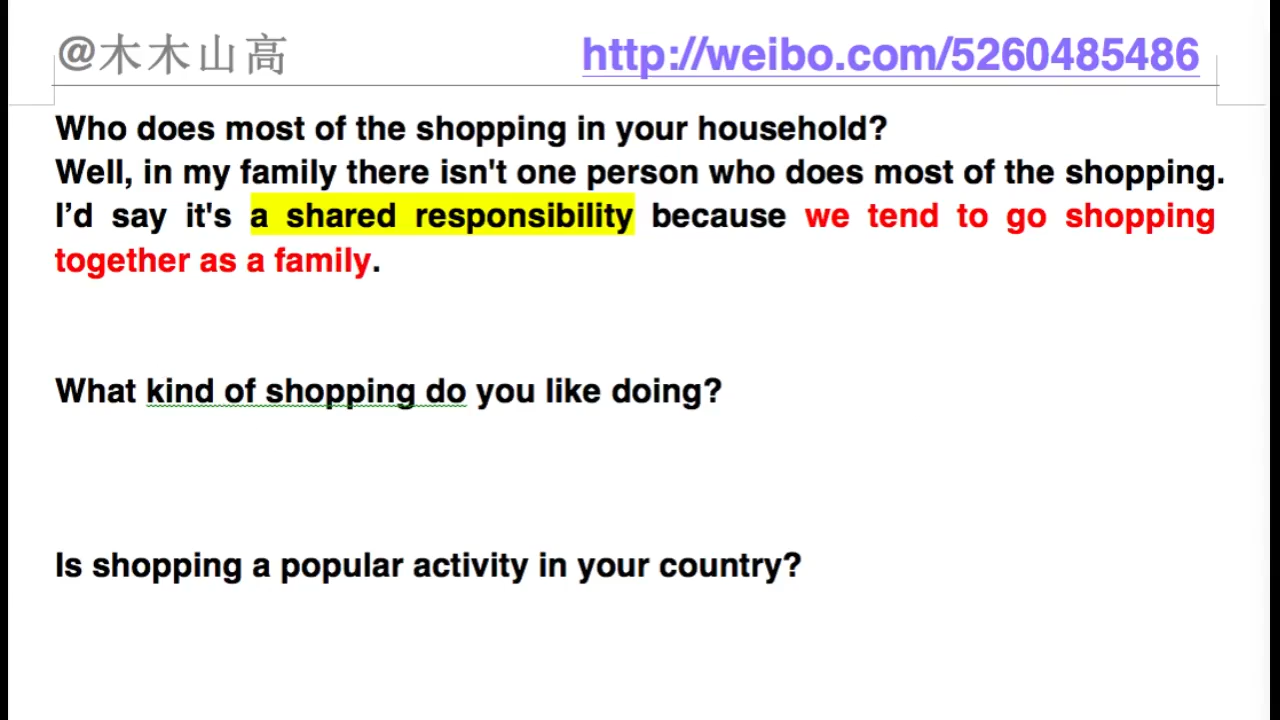 @木木山高 http://weibo.com/5260485486
Who does most of the shopping in your household?
Well, in my family there isn't one person who does most of the shopping.
I’d say it's a shared responsibility because we tend to go shopping
together as a family.
What kind of shopping do you like doing?
Is shopping a popular activity in your country?